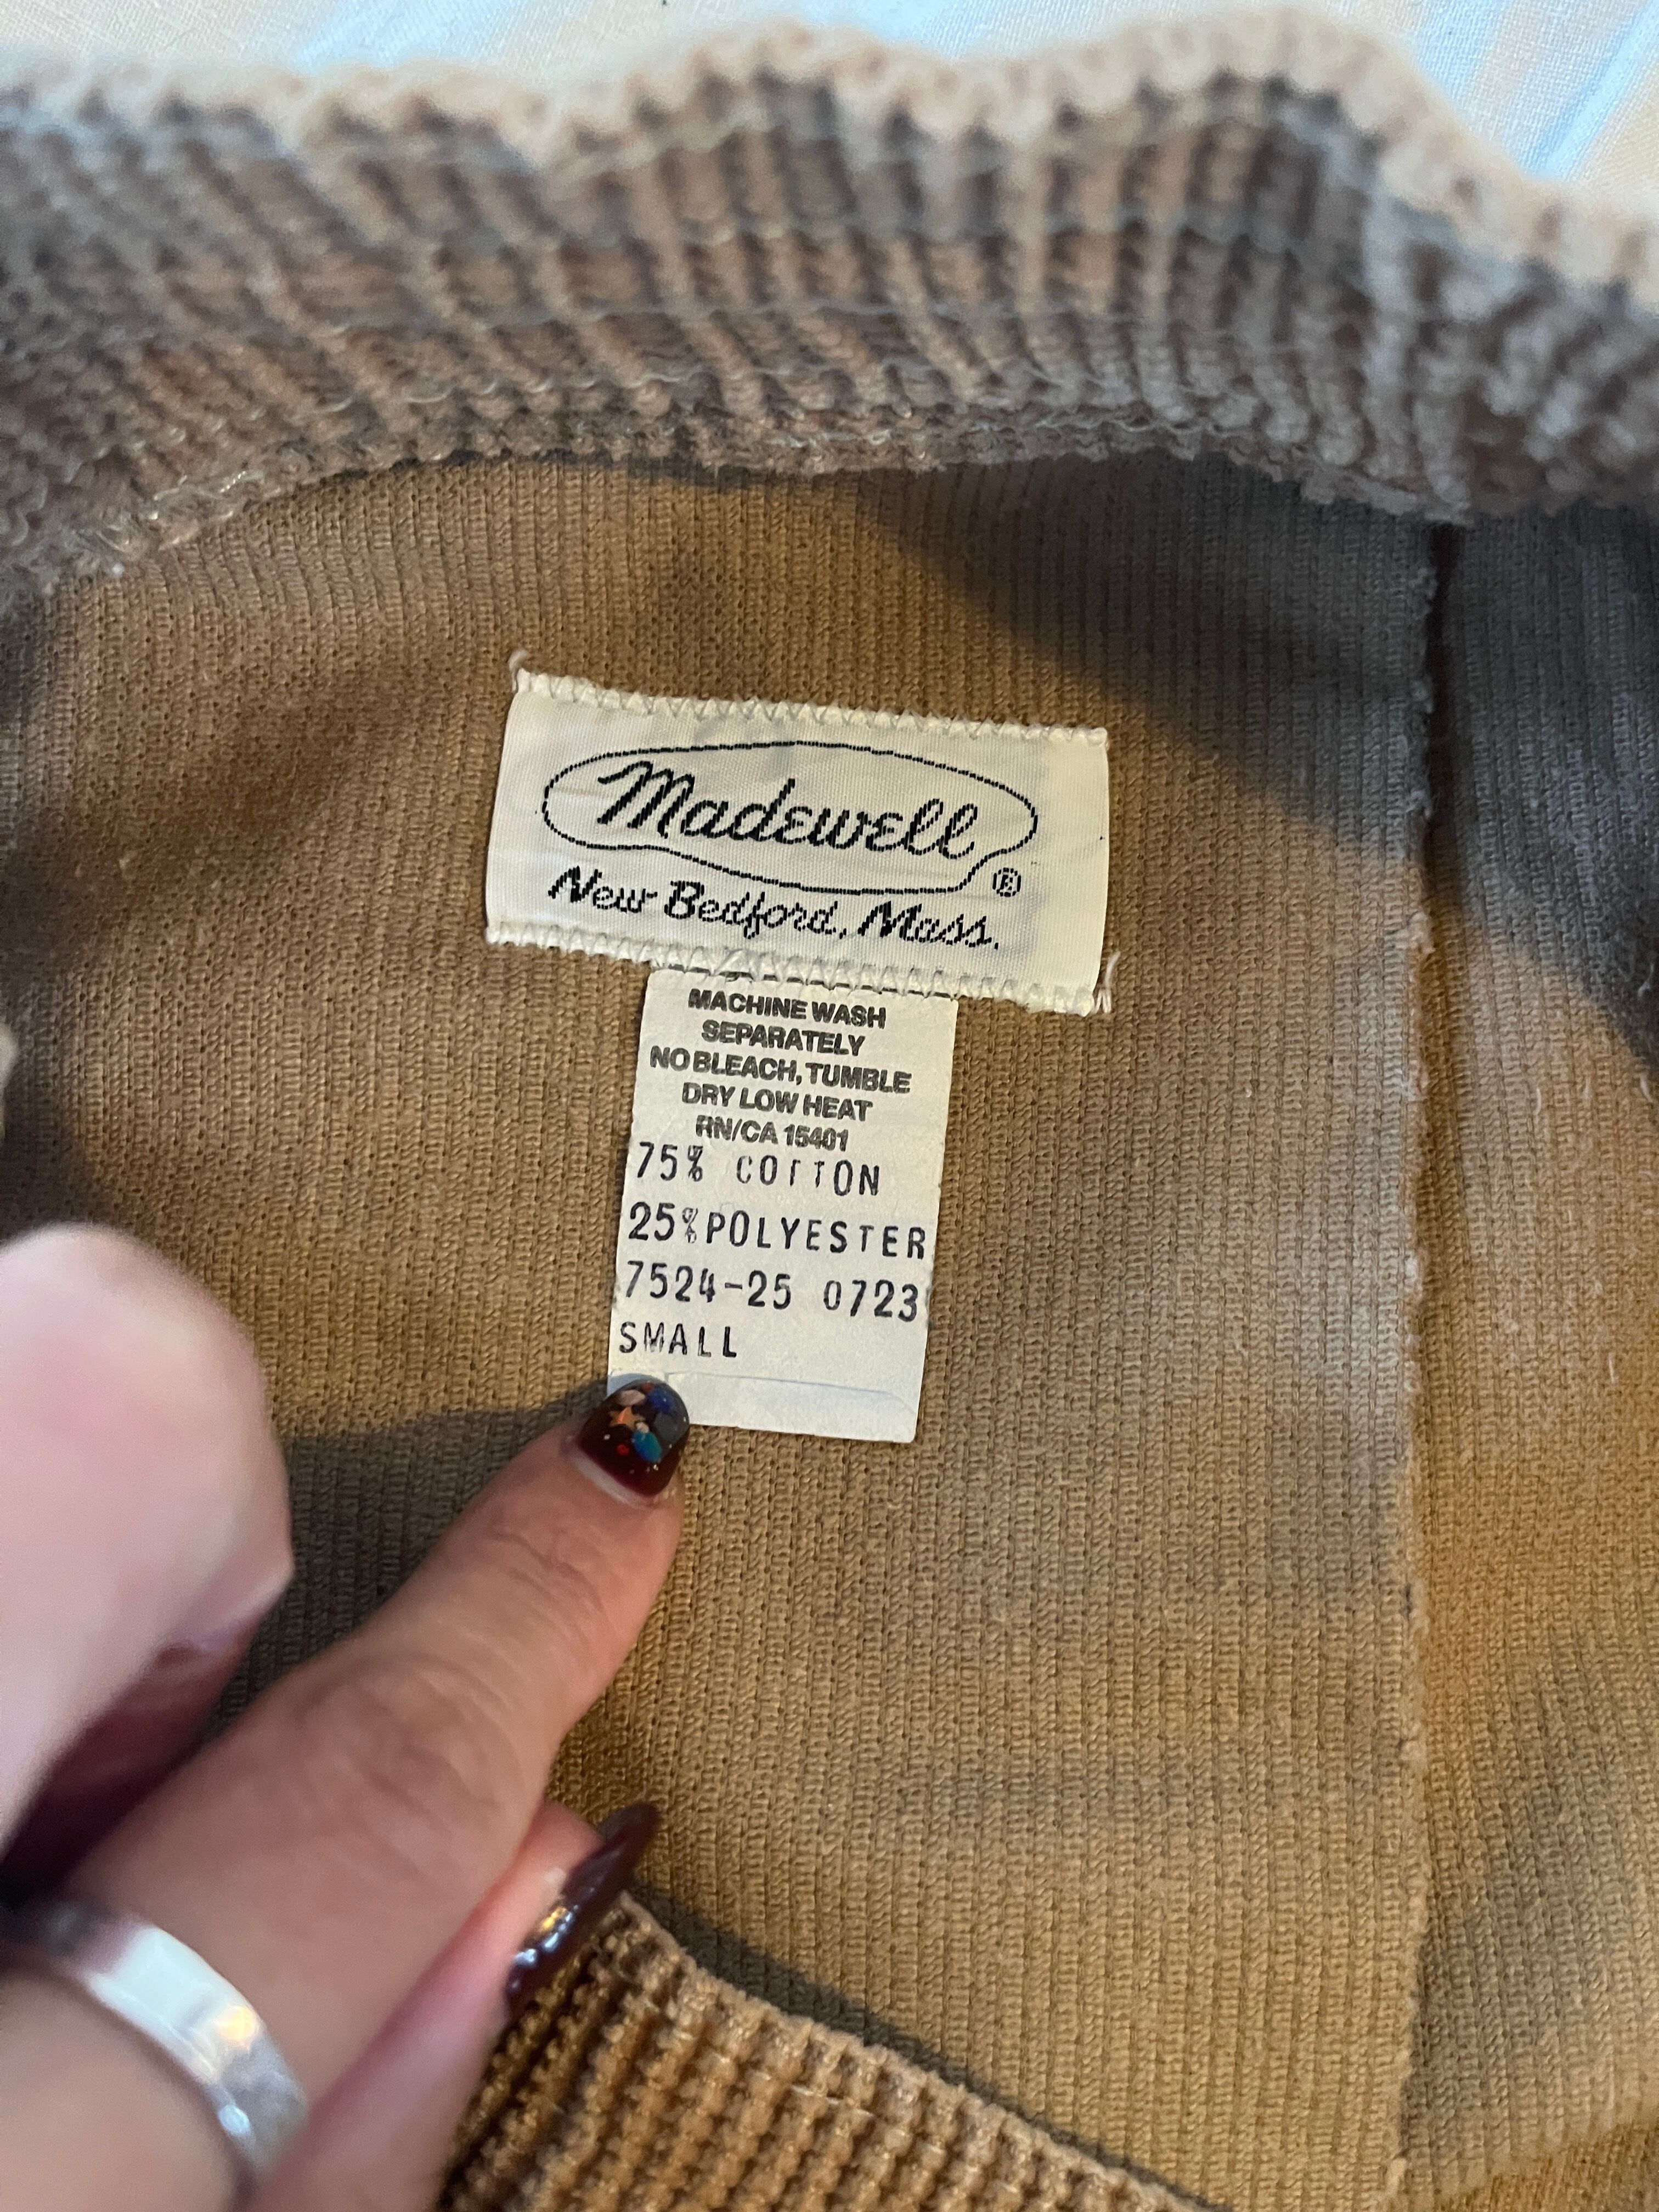 Madewell
®
New Bedford, Mass.
MACHINE WASH
SEPARATELY
NO BLEACH, TUMBLE
DRY LOW HEAT
RN/CA 15401
75% COTTON
25% POLYESTER
7524-25 0723
SMALL